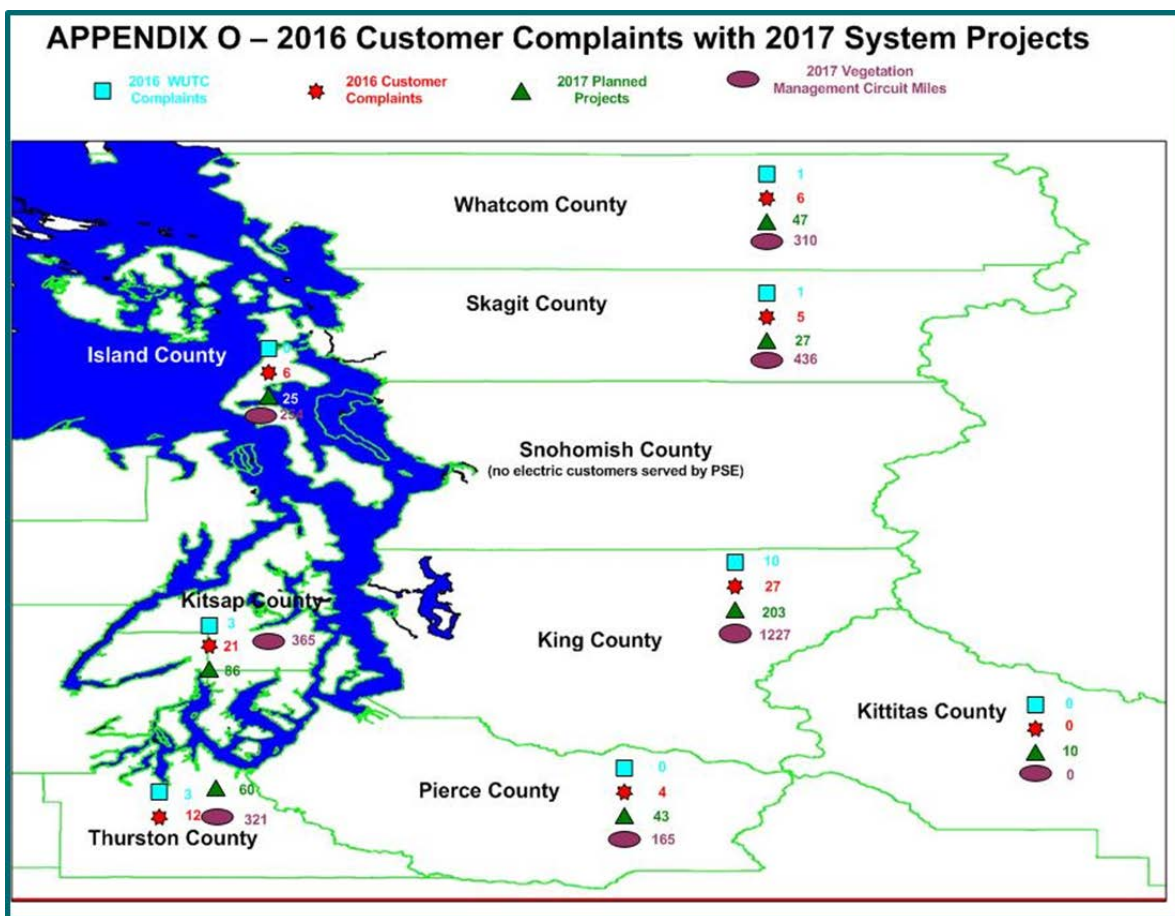 APPENDIX O – 2016 Customer Complaints with 2017 System Projects
2016 WUTC
Complaints
2016 Customer
Complaints
2017 Planned
Projects
2017 Vegetation
Management Circuit Miles
Whatcom County
1
6
47
310
Skagit County
1
5
27
436
Island County
6
25
Snohomish County
(no electric customers served by PSE)
King County
10
27
203
1227
Kitsap County
3
21
86
365
Kittitas County
0
0
10
0
Pierce County
0
4
43
165
Thurston County
3
12
60
321